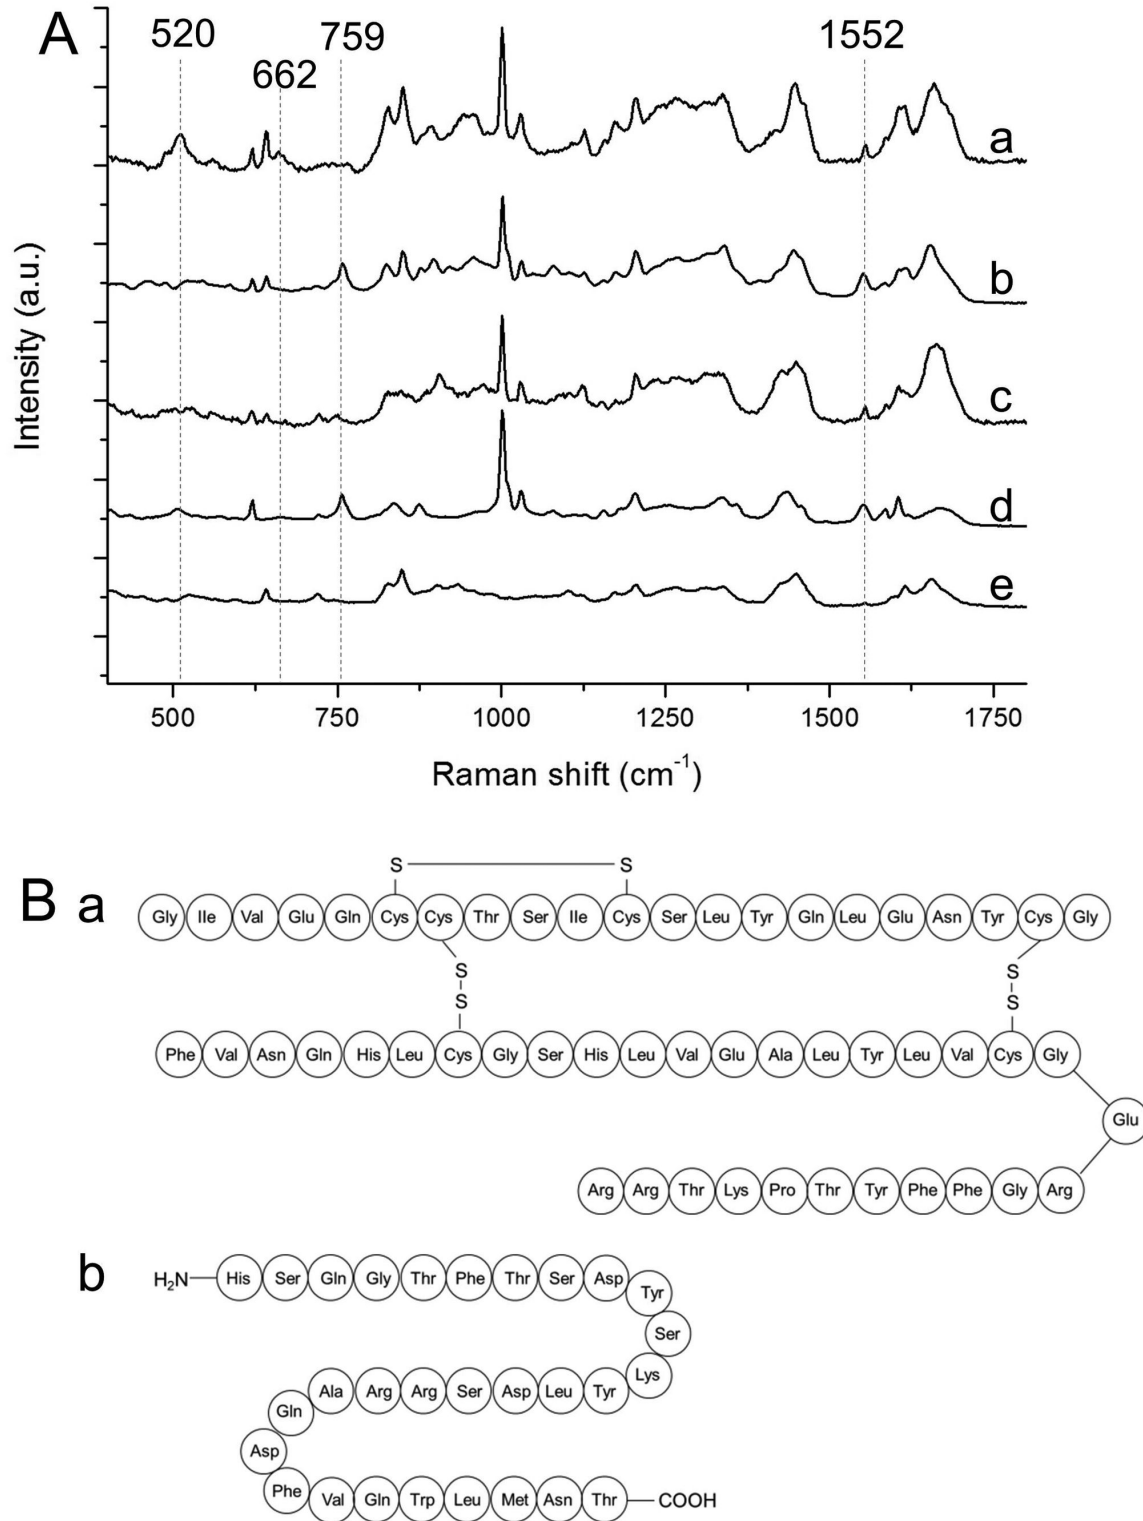 A
520
662
759
1552
a
b
c
d
e
Intensity (a.u.)
500 750 1000 1250 1500 1750
Raman shift (cm-1)
B a
S S
Gly Ile Val Glu Gln Cys Cys Thr Ser Ile Cys Ser Leu Tyr Gln Leu Glu Asn Tyr Cys Gly
S S
S S
Phe Val Asn Gln His Leu Cys Gly Ser His Leu Val Glu Ala Leu Tyr Leu Val Cys Gly
Glu
Arg Arg Thr Lys Pro Thr Tyr Phe Phe Gly Arg
b
H2N His Ser Gln Gly Thr Phe Thr Ser Asp
Tyr
Ser
Lys
Ala Arg Arg Ser Asp Leu Tyr
Gln
Asp
Phe
Val Gln Trp Leu Met Asn Thr COOH